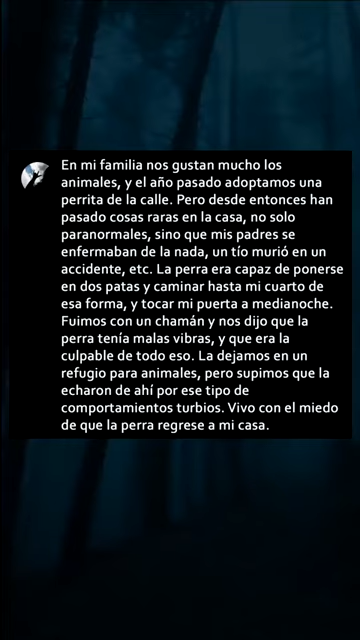 En mi familia nos gustan mucho los
animales, y el año pasado adoptamos una
perrita de la calle. Pero desde entonces han
pasado cosas raras en la casa, no solo
paranormales, sino que mis padres se
enfermaban de la nada, un tío murió en un
accidente, etc. La perra era capaz de ponerse
en dos patas y caminar hasta mi cuarto de
esa forma, y tocar mi puerta a medianoche.
Fuimos con un chamán y nos dijo que la
perra tenía malas vibras, y que era la
culpable de todo eso. La dejamos en un
refugio para animales, pero supimos que la
echaron de ahí por ese tipo de
comportamientos turbios. Vivo con el miedo
de que la perra regrese a mi casa.